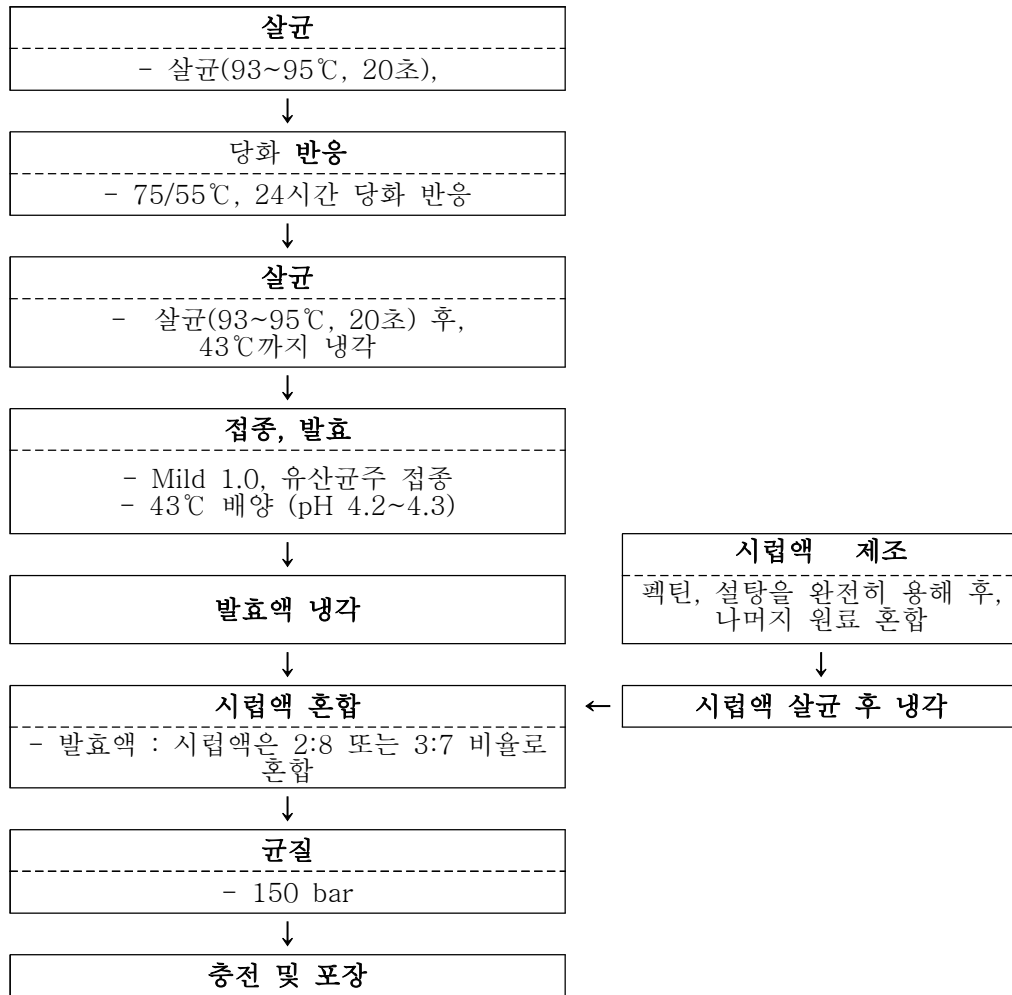 살균
- 살균(93~95℃, 20초),
↓
당화 반응
- 75/55℃, 24시간 당화 반응
↓
살균
- 살균(93~95℃, 20초) 후,
43℃까지 냉각
↓
접종, 발효
- Mild 1.0, 유산균주 접종
- 43℃ 배양 (pH 4.2~4.3)
↓
발효액 냉각
↓
시럽액 제조
펙틴, 설탕을 완전히 용해 후,
나머지 원료 혼합
↓
시럽액 혼합
- 발효액 : 시럽액은 2:8 또는 3:7 비율로
혼합
←
시럽액 살균 후 냉각
↓
균질
- 150 bar
↓
충전 및 포장